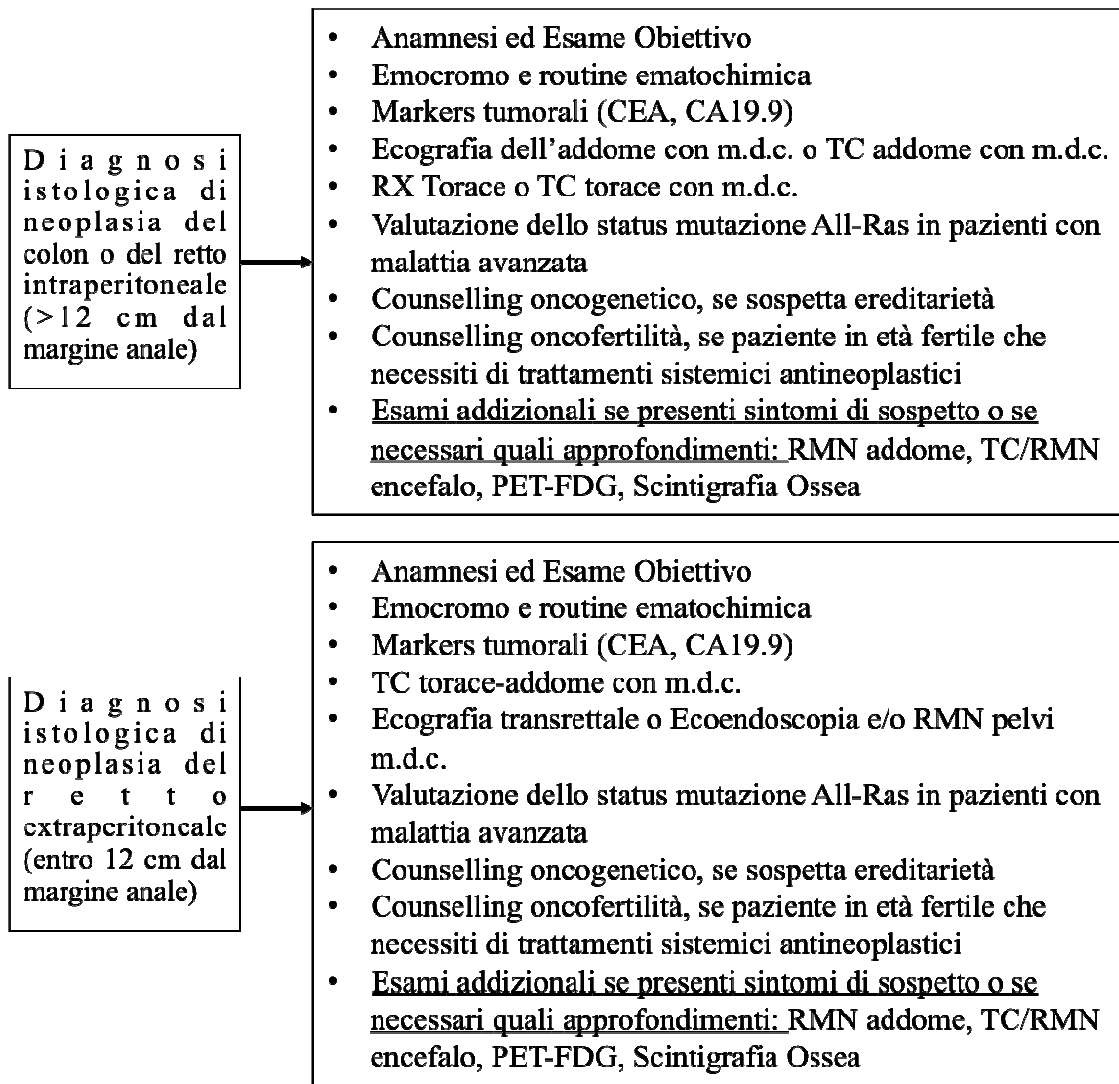 Diagnosi
istologica di
neoplasia del
colon o del retto
intraperitoneale
(>12 cm dal
margine anale)
• Anamnesi ed Esame Obiettivo
• Emocromo e routine ematochimica
• Markers tumorali (CEA, CA19.9)
• Ecografia dell'addome con m.d.c. o TC addome con m.d.c.
• RX Torace o TC torace con m.d.c.
• Valutazione dello status mutazione All-Ras in pazienti con
malattia avanzata
• Counselling oncogenetico, se sospetta ereditarietà
• Counselling oncofertilità, se paziente in età fertile che
necessiti di trattamenti sistemici antineoplastici
• Esami addizionali se presenti sintomi di sospetto o se
necessari quali approfondimenti: RMN addome, TC/RMN
encefalo, PET-FDG, Scintigrafia Ossea
Diagnosi
istologica di
neoplasia del
retto
extraperitoneale
(entro 12 cm dal
margine anale)
• Anamnesi ed Esame Obiettivo
• Emocromo e routine ematochimica
• Markers tumorali (CEA, CA19.9)
• TC torace-addome con m.d.c.
• Ecografia transrettale o Ecoendoscopia e/o RMN pelvi
m.d.c.
• Valutazione dello status mutazione All-Ras in pazienti con
malattia avanzata
• Counselling oncogenetico, se sospetta ereditarietà
• Counselling oncofertilità, se paziente in età fertile che
necessiti di trattamenti sistemici antineoplastici
• Esami addizionali se presenti sintomi di sospetto o se
necessari quali approfondimenti: RMN addome, TC/RMN
encefalo, PET-FDG, Scintigrafia Ossea